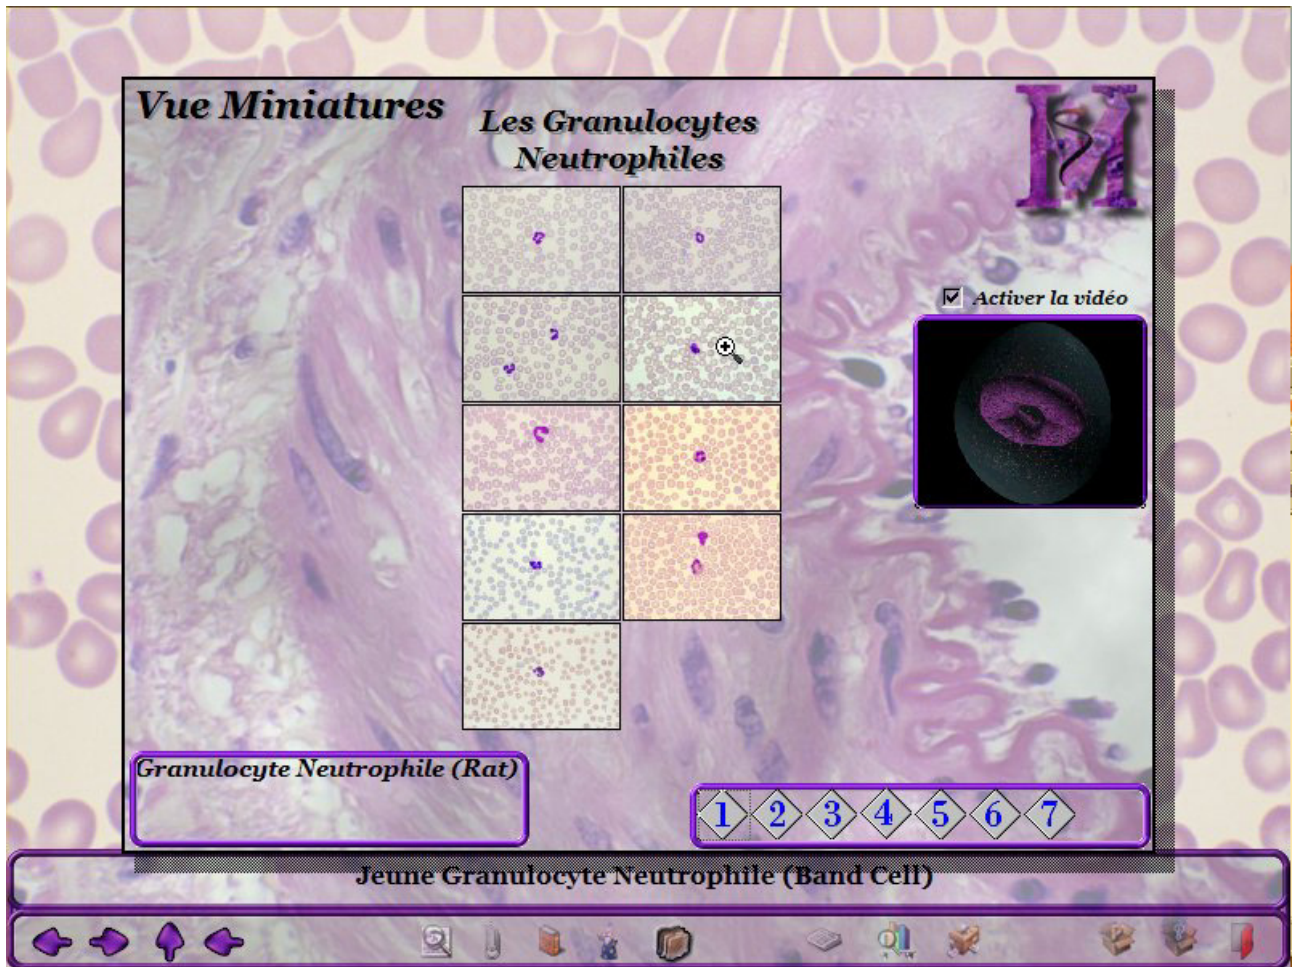 Vue Miniatures
Les Granulocytes
Neutrophiles
Activer la vidéo
Granulocyte Neutrophile (Rat)
1 2 3 4 5 6 7
Jeune Granulocyte Neutrophile (Band Cell)